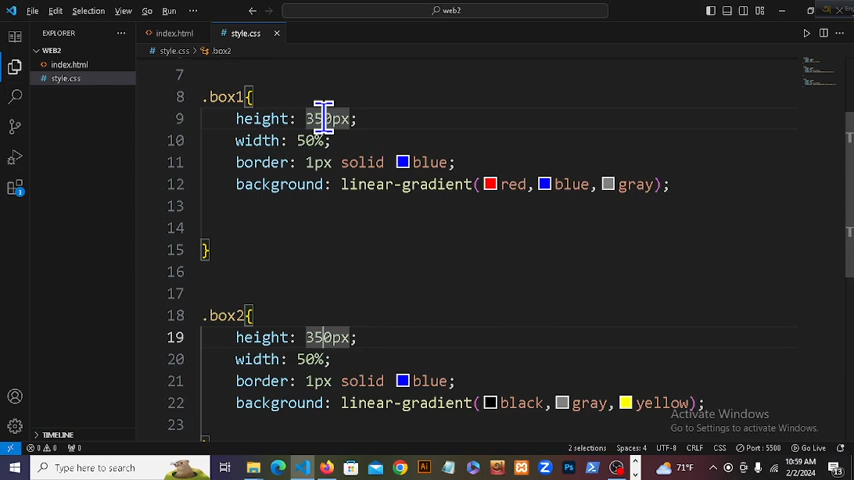 File Edit Selection View Go Run ··· web2
EXPLORER
index.html style.css
WEB2
index.html
style.css
style.css > .box2
7
8 .box1{
9 height: 350px;
10 width: 50%;
11 border: 1px solid blue;
12 background: linear-gradient(red,blue,gray);
13
14
15 }
16
17
18 .box2{
19 height: 350px;
20 width: 50%;
21 border: 1px solid blue;
22 background: linear-gradient(black,gray,yellow);
23
Activate Windows
Go to Settings to activate Windows.
TIMELINE
0 0 0 2 selections Spaces: 4 UTF-8 CRLF CSS Port : 5500 Go Live
Type here to search 71°F 10:59 AM
2/2/2024